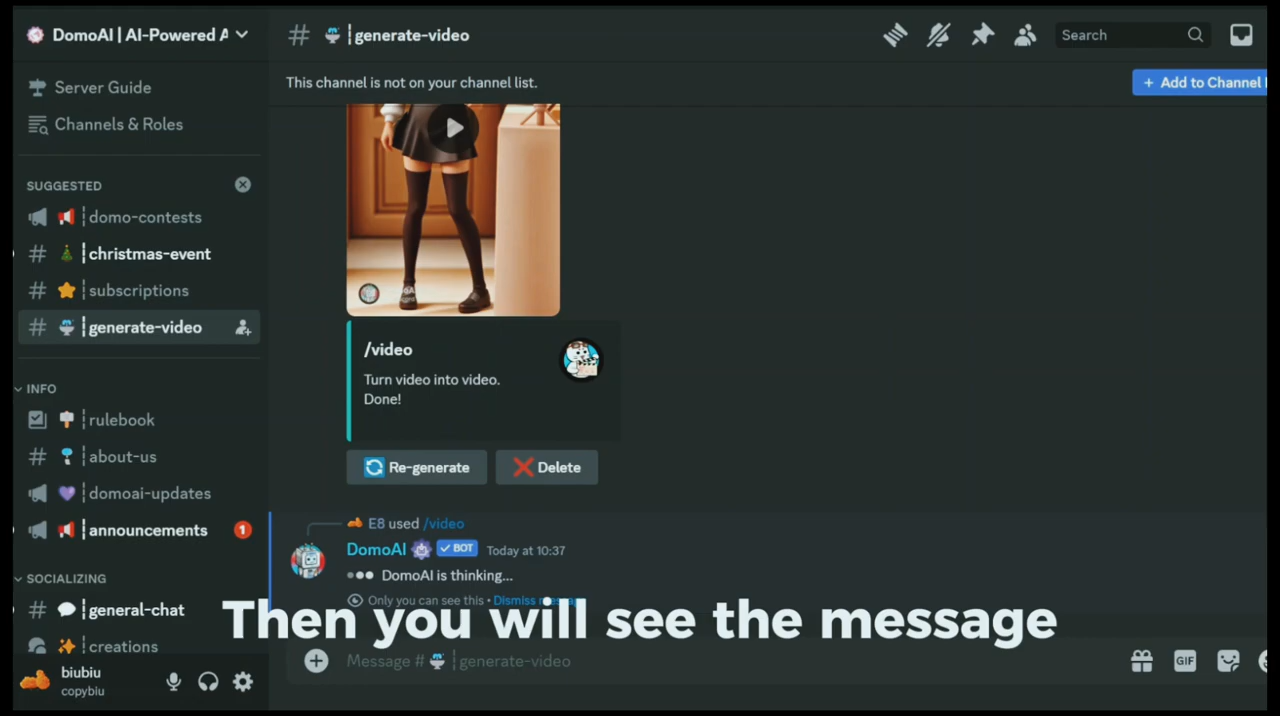 DomoAI | AI-Powered A
generate-video
Search
Server Guide
This channel is not on your channel list.
+ Add to Channel
Channels & Roles
SUGGESTED
domo-contests
christmas-event
subscriptions
generate-video
INFO
rulebook
about-us
domoai-updates
announcements 1
SOCIALIZING
general-chat
creations
biubiu
copybiu
/video
Turn video into video.
Done!
Re-generate
Delete
E8 used /video
DomoAI BOT Today at 10:37
DomoAI is thinking...
Only you can see this • Dismiss message
Then you will see the message
Message # generate-video
GIF